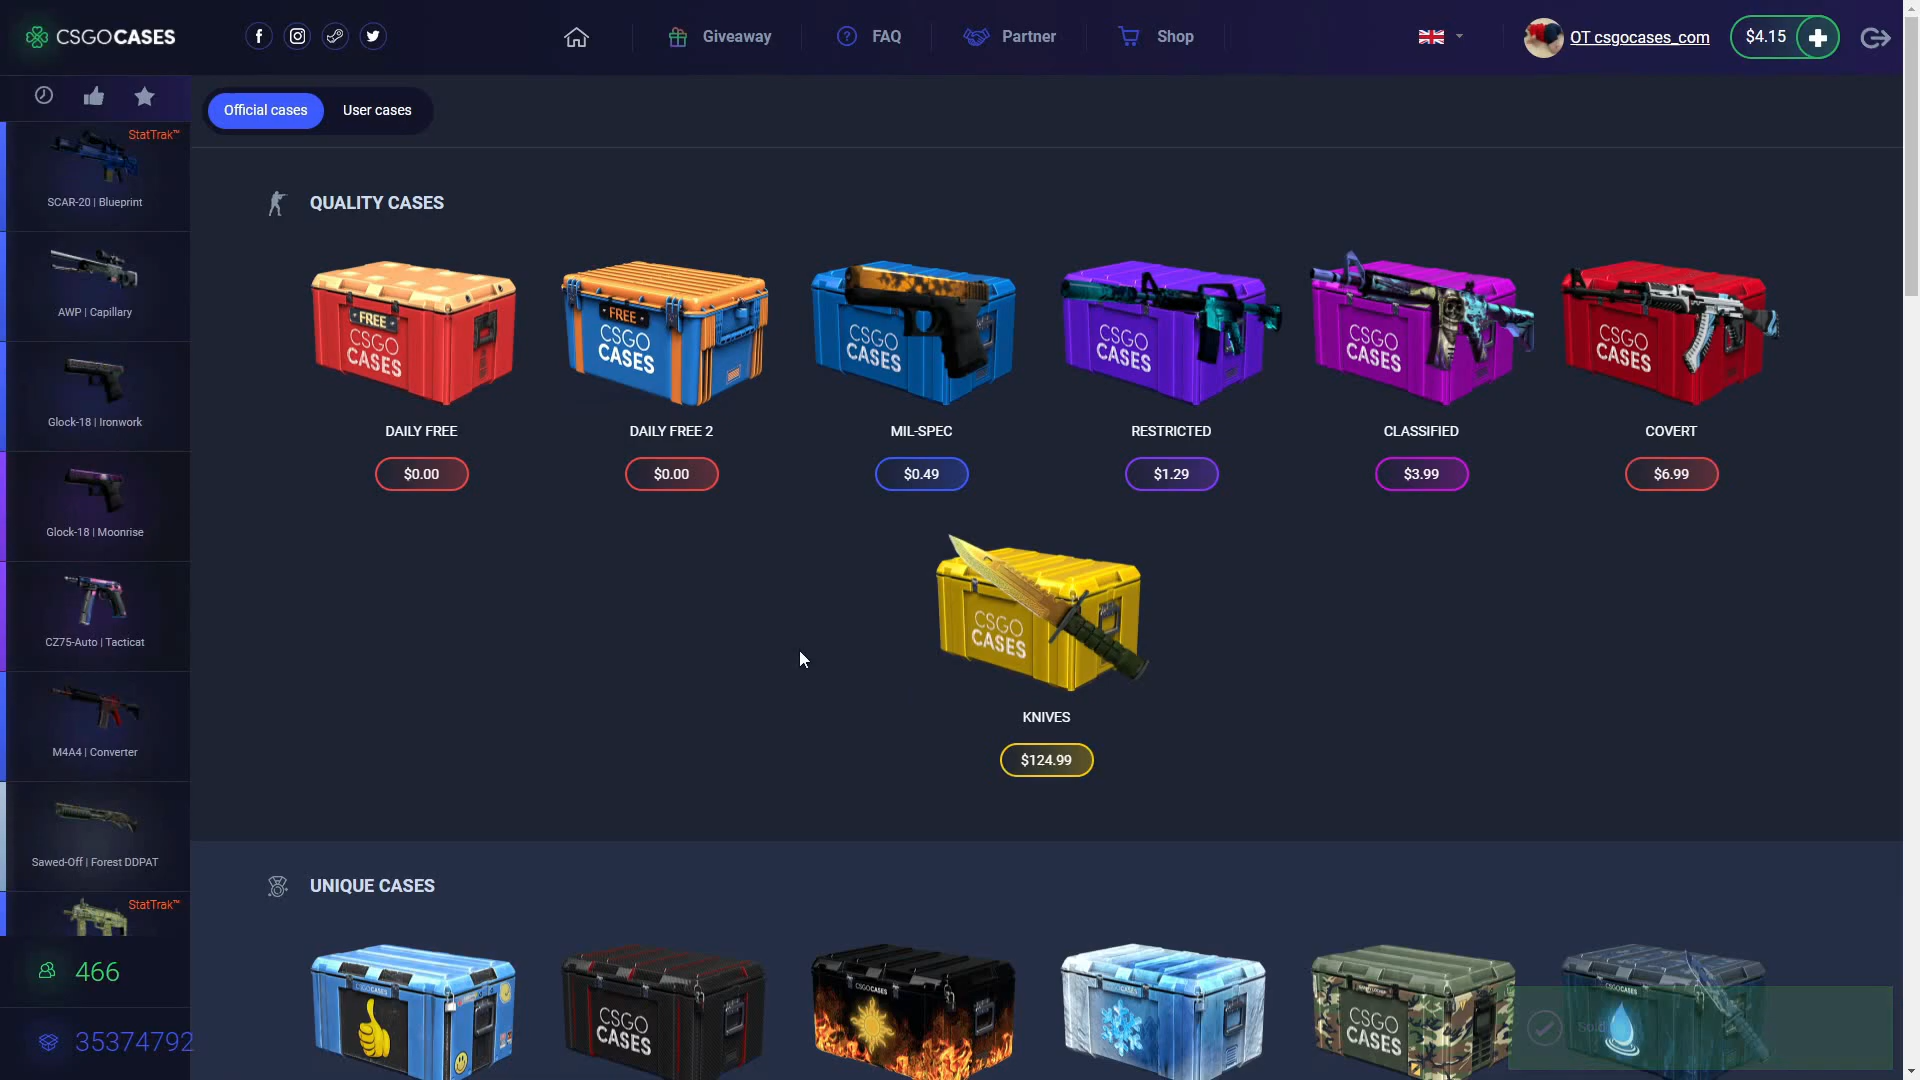 CSGOCASES
Giveaway
FAQ
Partner
Shop
OT csgocases_com
$4.15
Official cases
User cases
StatTrak™
SCAR-20 | Blueprint
AWP | Capillary
Glock-18 | Ironwork
Glock-18 | Moonrise
CZ75-Auto | Tacticat
M4A4 | Converter
Sawed-Off | Forest DDPAT
StatTrak™
466
35374792
QUALITY CASES
FREE
CSGO
CASES
FREE
CSGO
CASES
CSGO
CASES
CSGO
CASES
CSGO
CASES
CSGO
CASES
DAILY FREE
DAILY FREE 2
MIL-SPEC
RESTRICTED
CLASSIFIED
COVERT
$0.00
$0.00
$0.49
$1.29
$3.99
$6.99
CSGO
CASES
KNIVES
$124.99
UNIQUE CASES
CSGO
CASES
CSGOCASES
CSGOCASES
CSGO
CASES
CSGOCASES
Sold